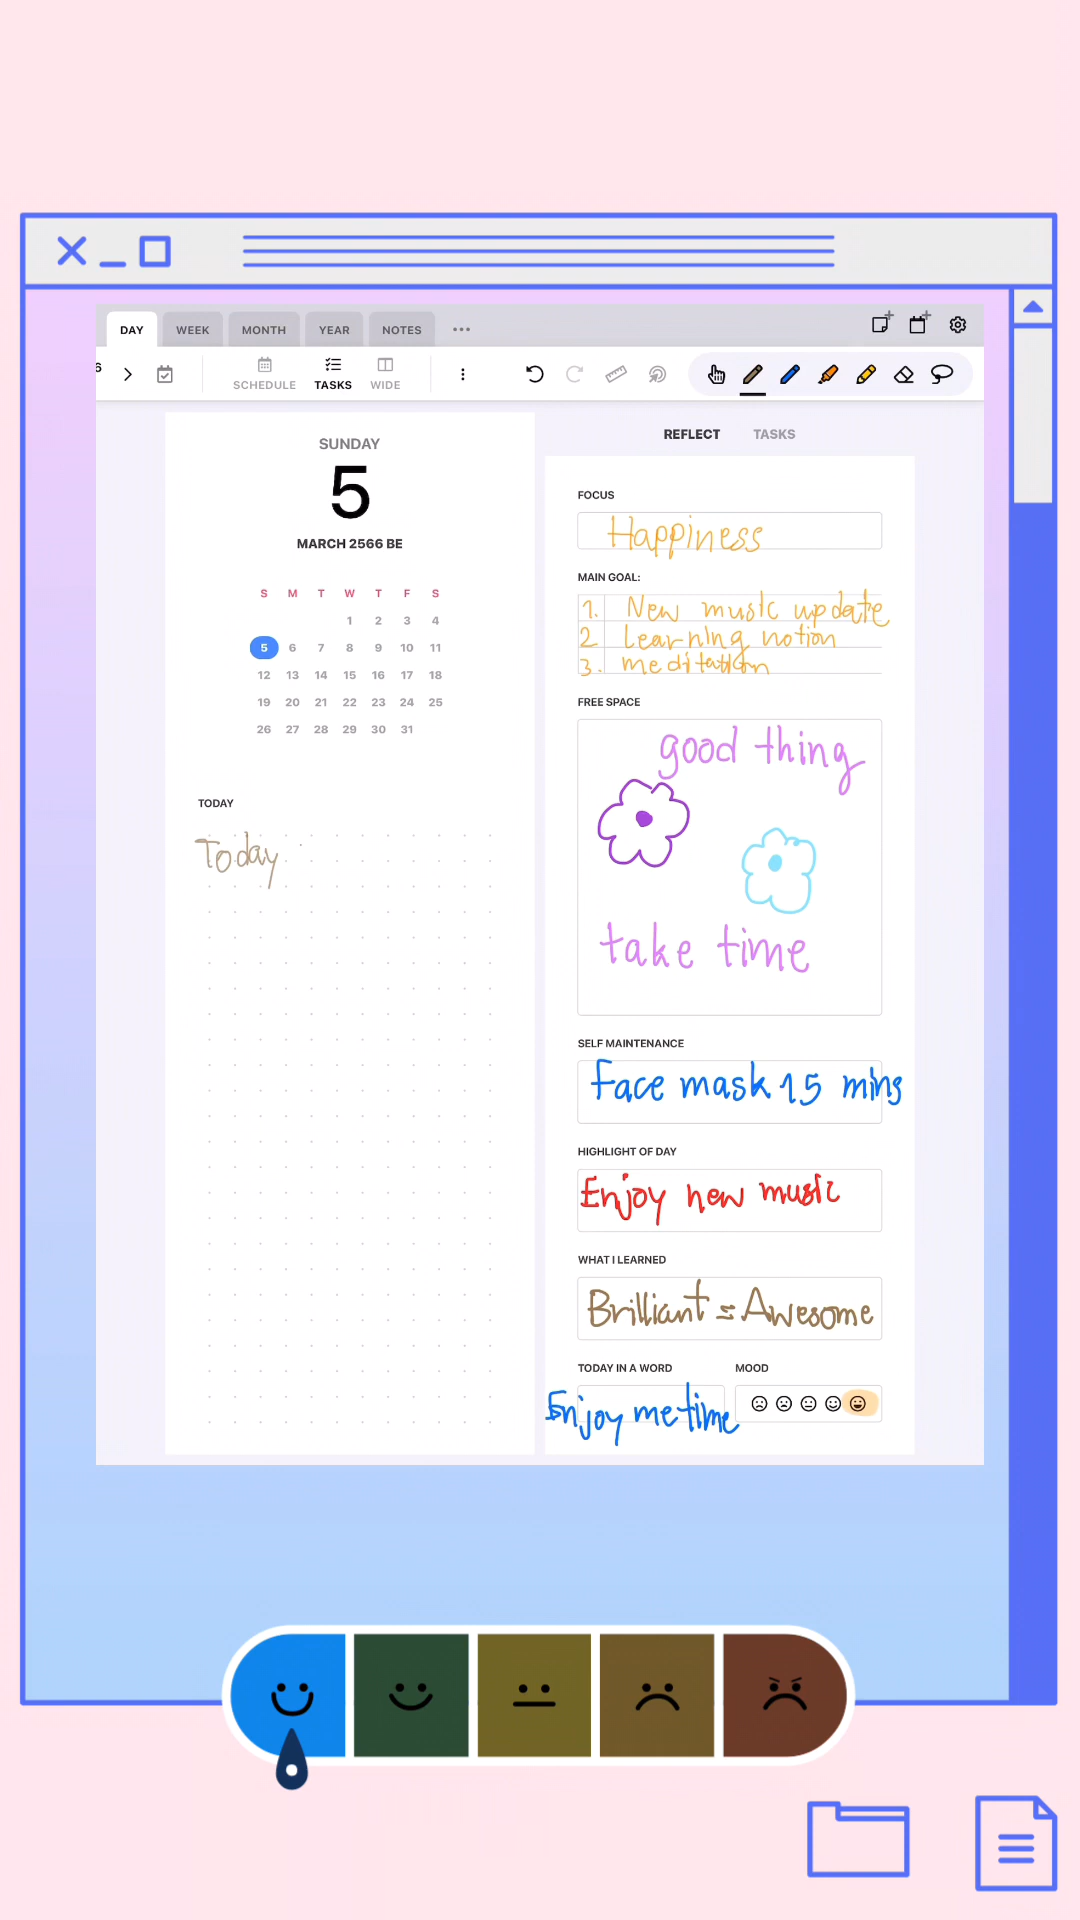 DAY WEEK MONTH YEAR NOTES
6
SCHEDULE TASKS WIDE
SUNDAY
5
MARCH 2566 BE
S M T W T F S
1 2 3 4
5 6 7 8 9 10 11
12 13 14 15 16 17 18
19 20 21 22 23 24 25
26 27 28 29 30 31
TODAY
Today
REFLECT TASKS
FOCUS
Happiness
MAIN GOAL:
1. New music update
2 learning notion
3. meditation
FREE SPACE
good thing
take time
SELF MAINTENANCE
Face mask 15 mins
HIGHLIGHT OF DAY
Enjoy new music
WHAT I LEARNED
Brilliant = Awesome
TODAY IN A WORD MOOD
Enjoy me time